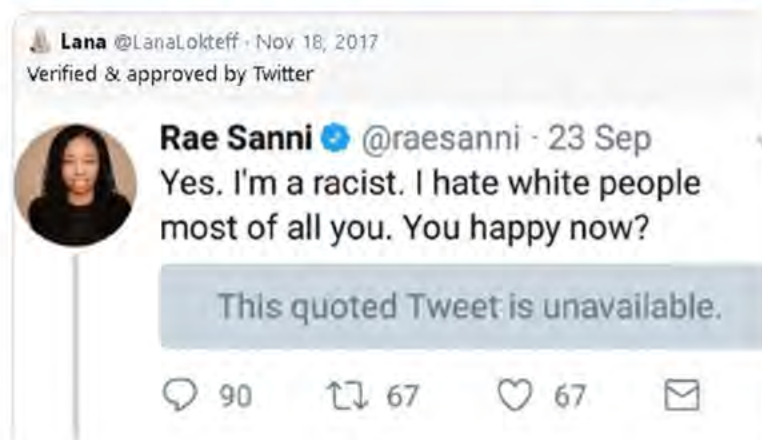 Lana @LanaLokteff · Nov 18, 2017
Verified & approved by Twitter
Rae Sanni @raesanni · 23 Sep
Yes. I'm a racist. I hate white people
most of all you. You happy now?
This quoted Tweet is unavailable.
90 67 67